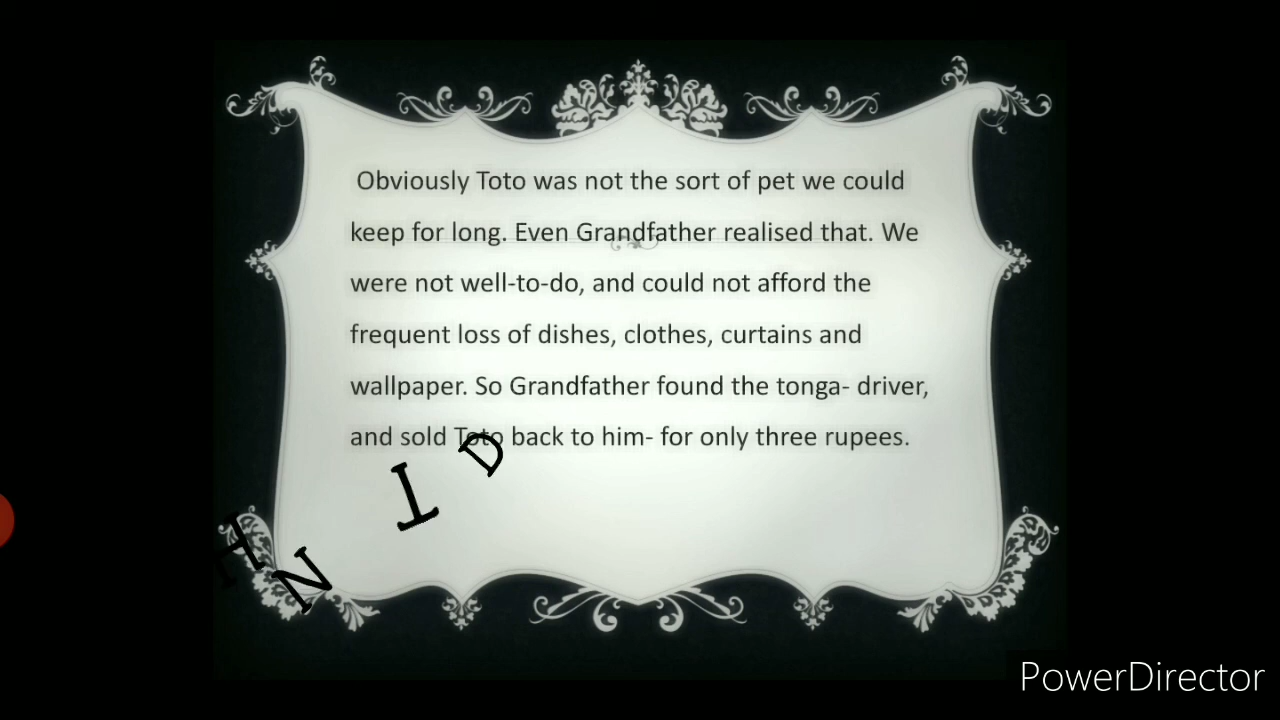 Obviously Toto was not the sort of pet we could
keep for long. Even Grandfather realised that. We
were not well-to-do, and could not afford the
frequent loss of dishes, clothes, curtains and
wallpaper. So Grandfather found the tonga- driver,
and sold Toto back to him- for only three rupees.
D
I
H
N
PowerDirector